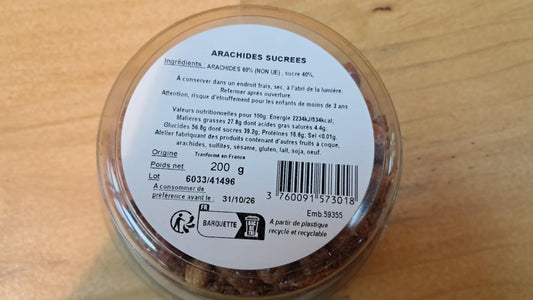 ARACHIDES SUCREES
Ingrédients : ARACHIDES 60% (NON UE) , sucre 40%.
A conserver dans un endroit frais, sec, à l'abri de la lumière.
Refermer après ouverture.
Attention, risque d'étouffement pour les enfants de moins de 3 ans
Valeurs nutritionnelles pour 100g: Energie 2234kJ/534kcal;
Matieres grasses 27.8g dont acides gras saturés 4.4g;
Glucides 56.8g dont sucres 39.2g; Protéines 16.6g; Sel <0.01g.
Atelier fabriquant des produits contenant d'autres fruits à coque,
arachides, sulfites, sésame, gluten, lait, soja, oeuf.
Origine Tranformé en France
Poids net 200 g
Lot 6033/41496
A consommer de
préférence avant le : 31/10/26
3 760091 573018
Emb.59355
FR
BARQUETTE
BAC DE TRI
A partir de plastique
recyclé et recyclable